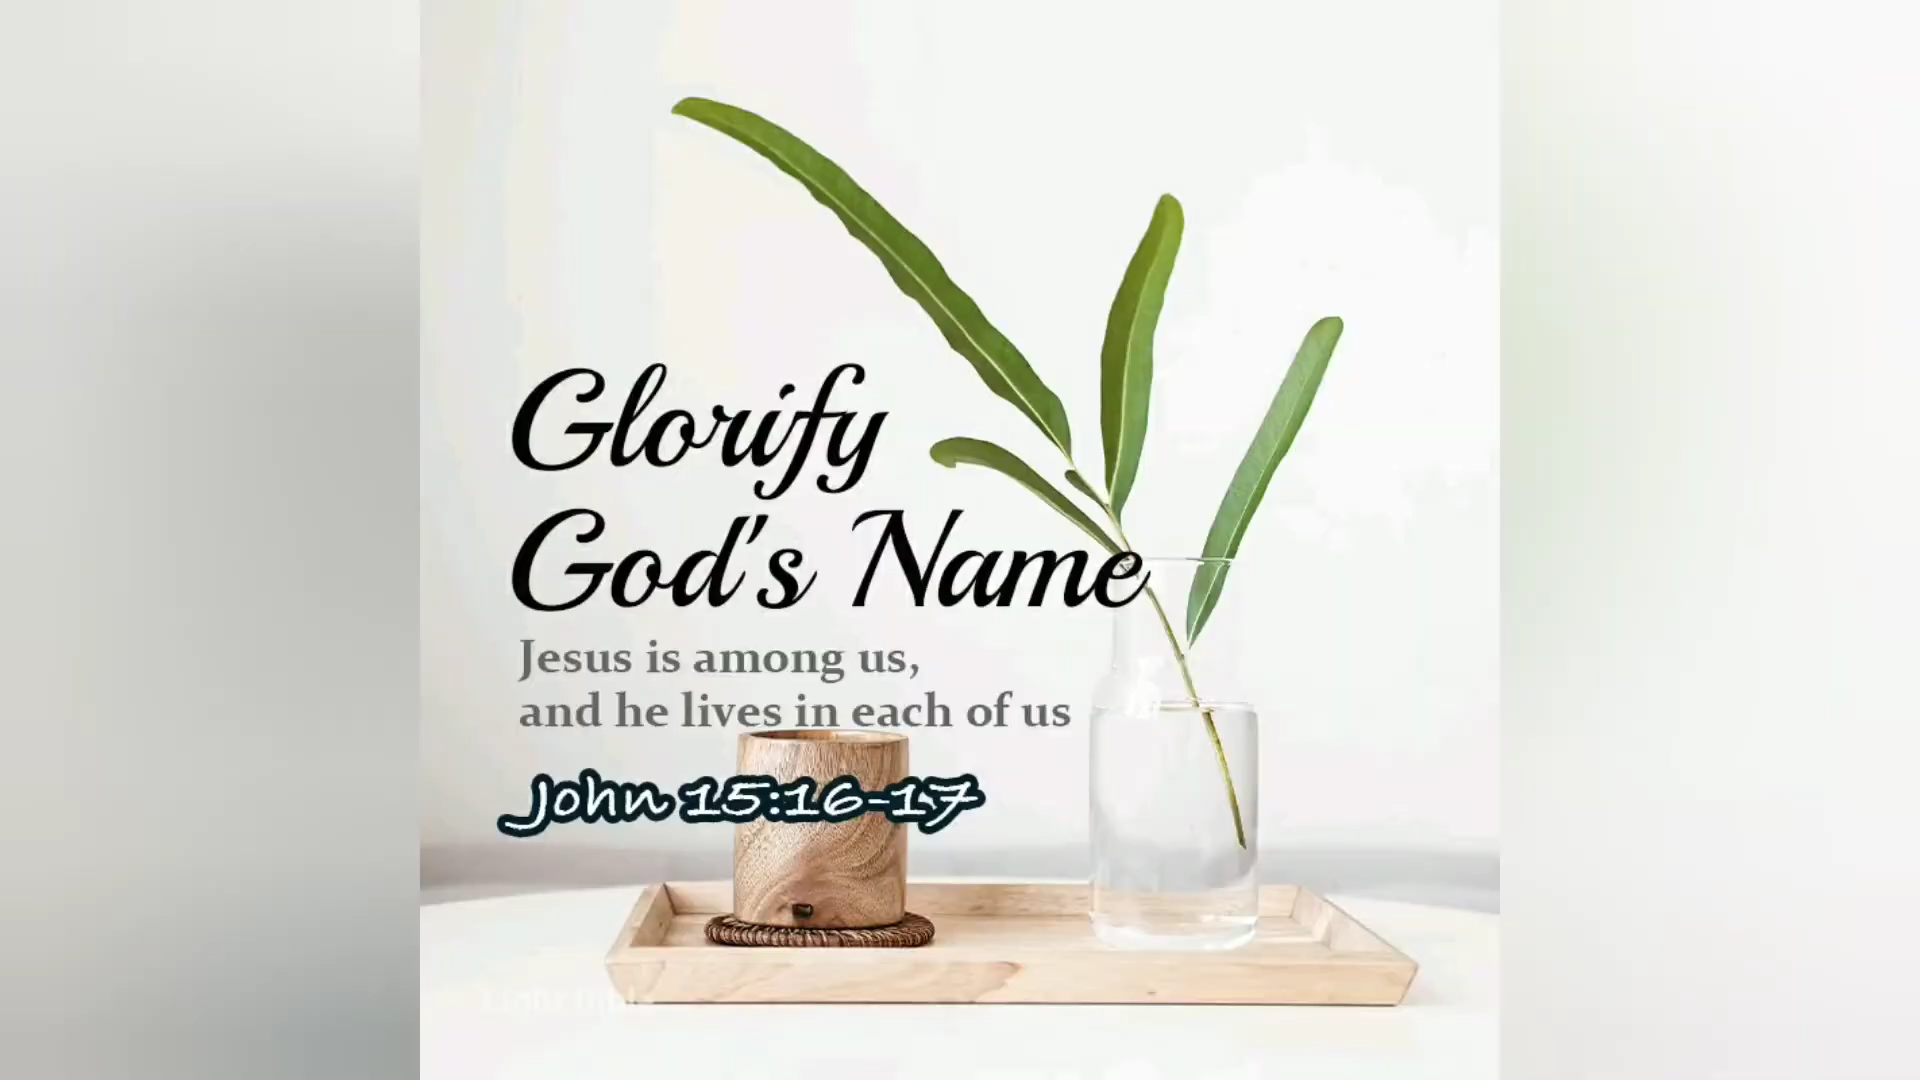 Glorify
God's Name
Jesus is among us,
and he lives in each of us
John 15:16-17